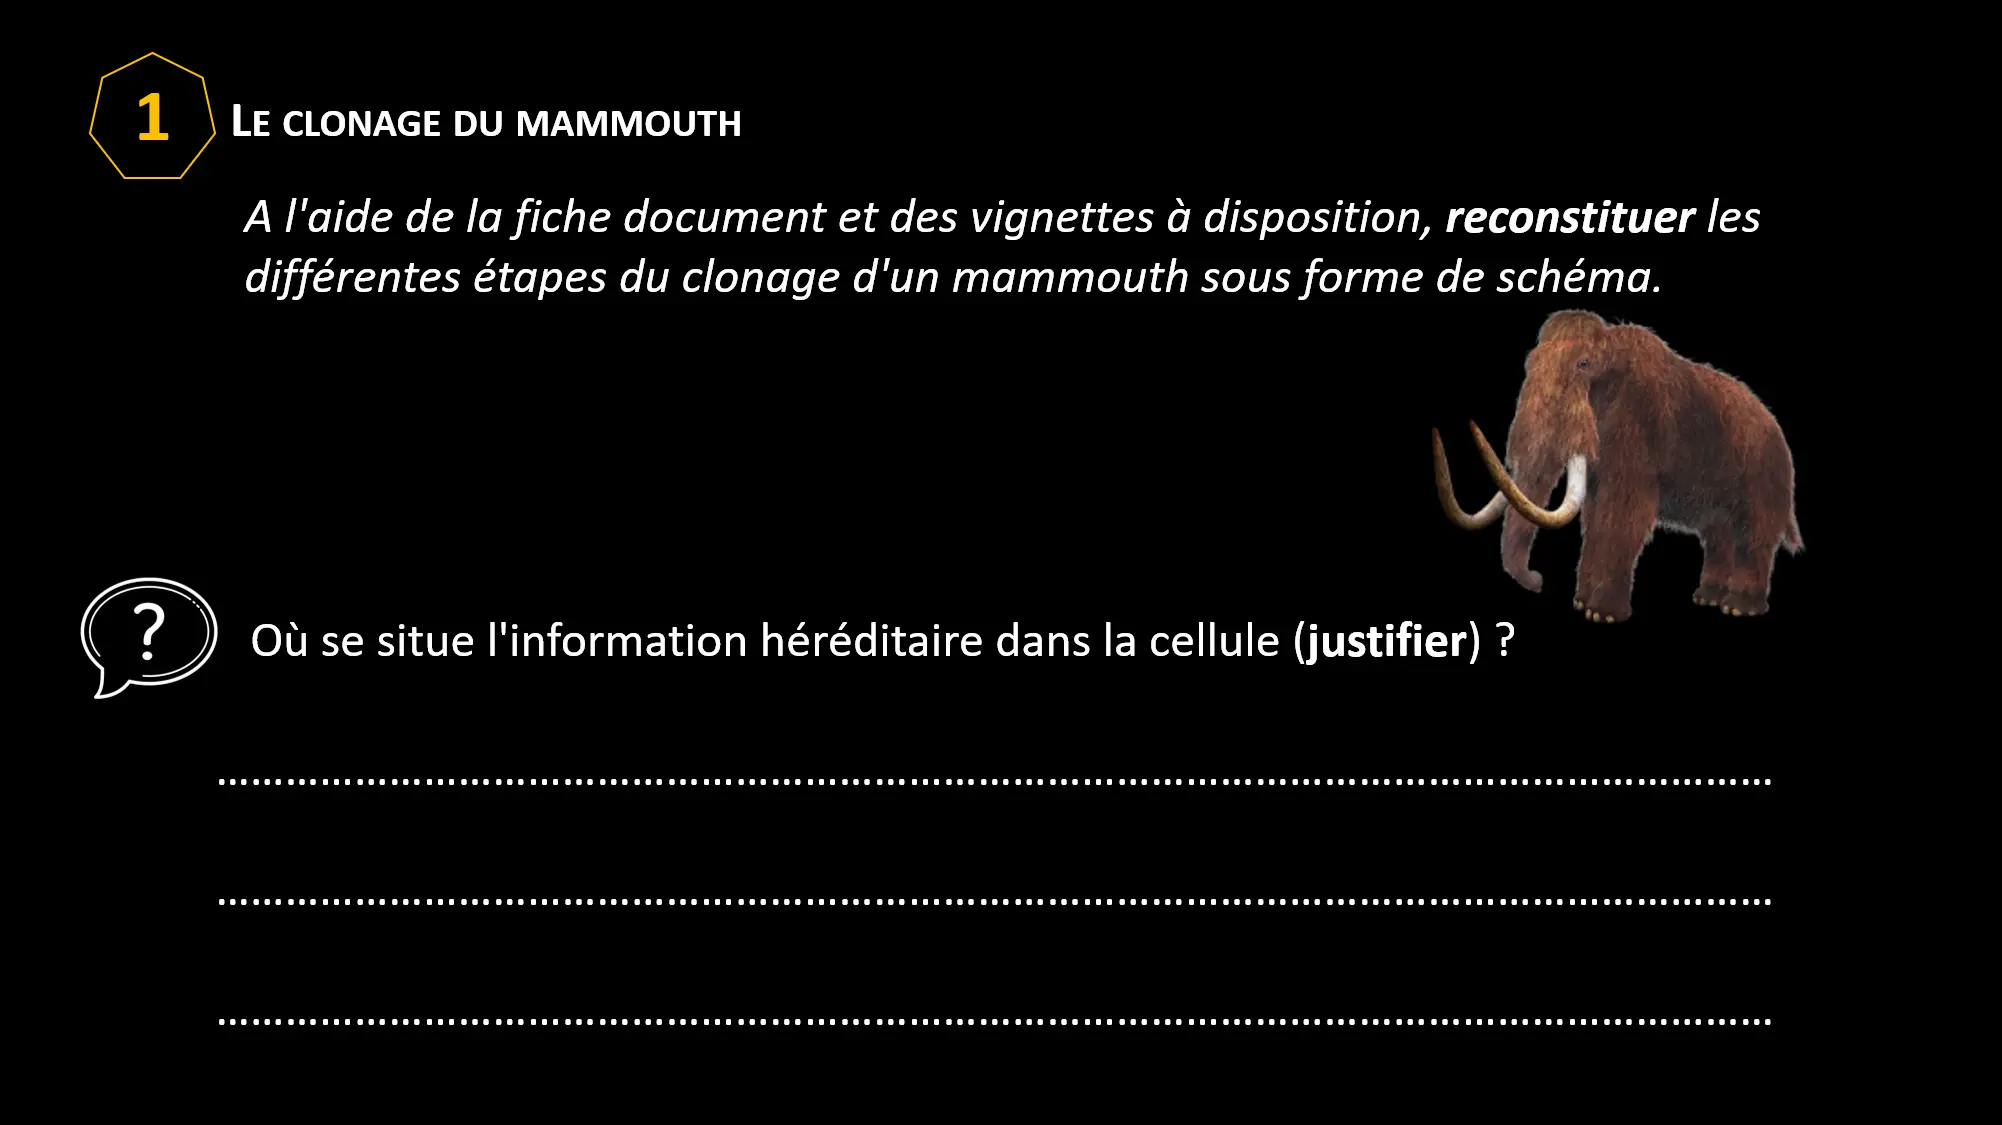 1
LE CLONAGE DU MAMMOUTH
A l'aide de la fiche document et des vignettes à disposition, reconstituer les
différentes étapes du clonage d'un mammouth sous forme de schéma.
?
Où se situe l'information héréditaire dans la cellule (justifier) ?